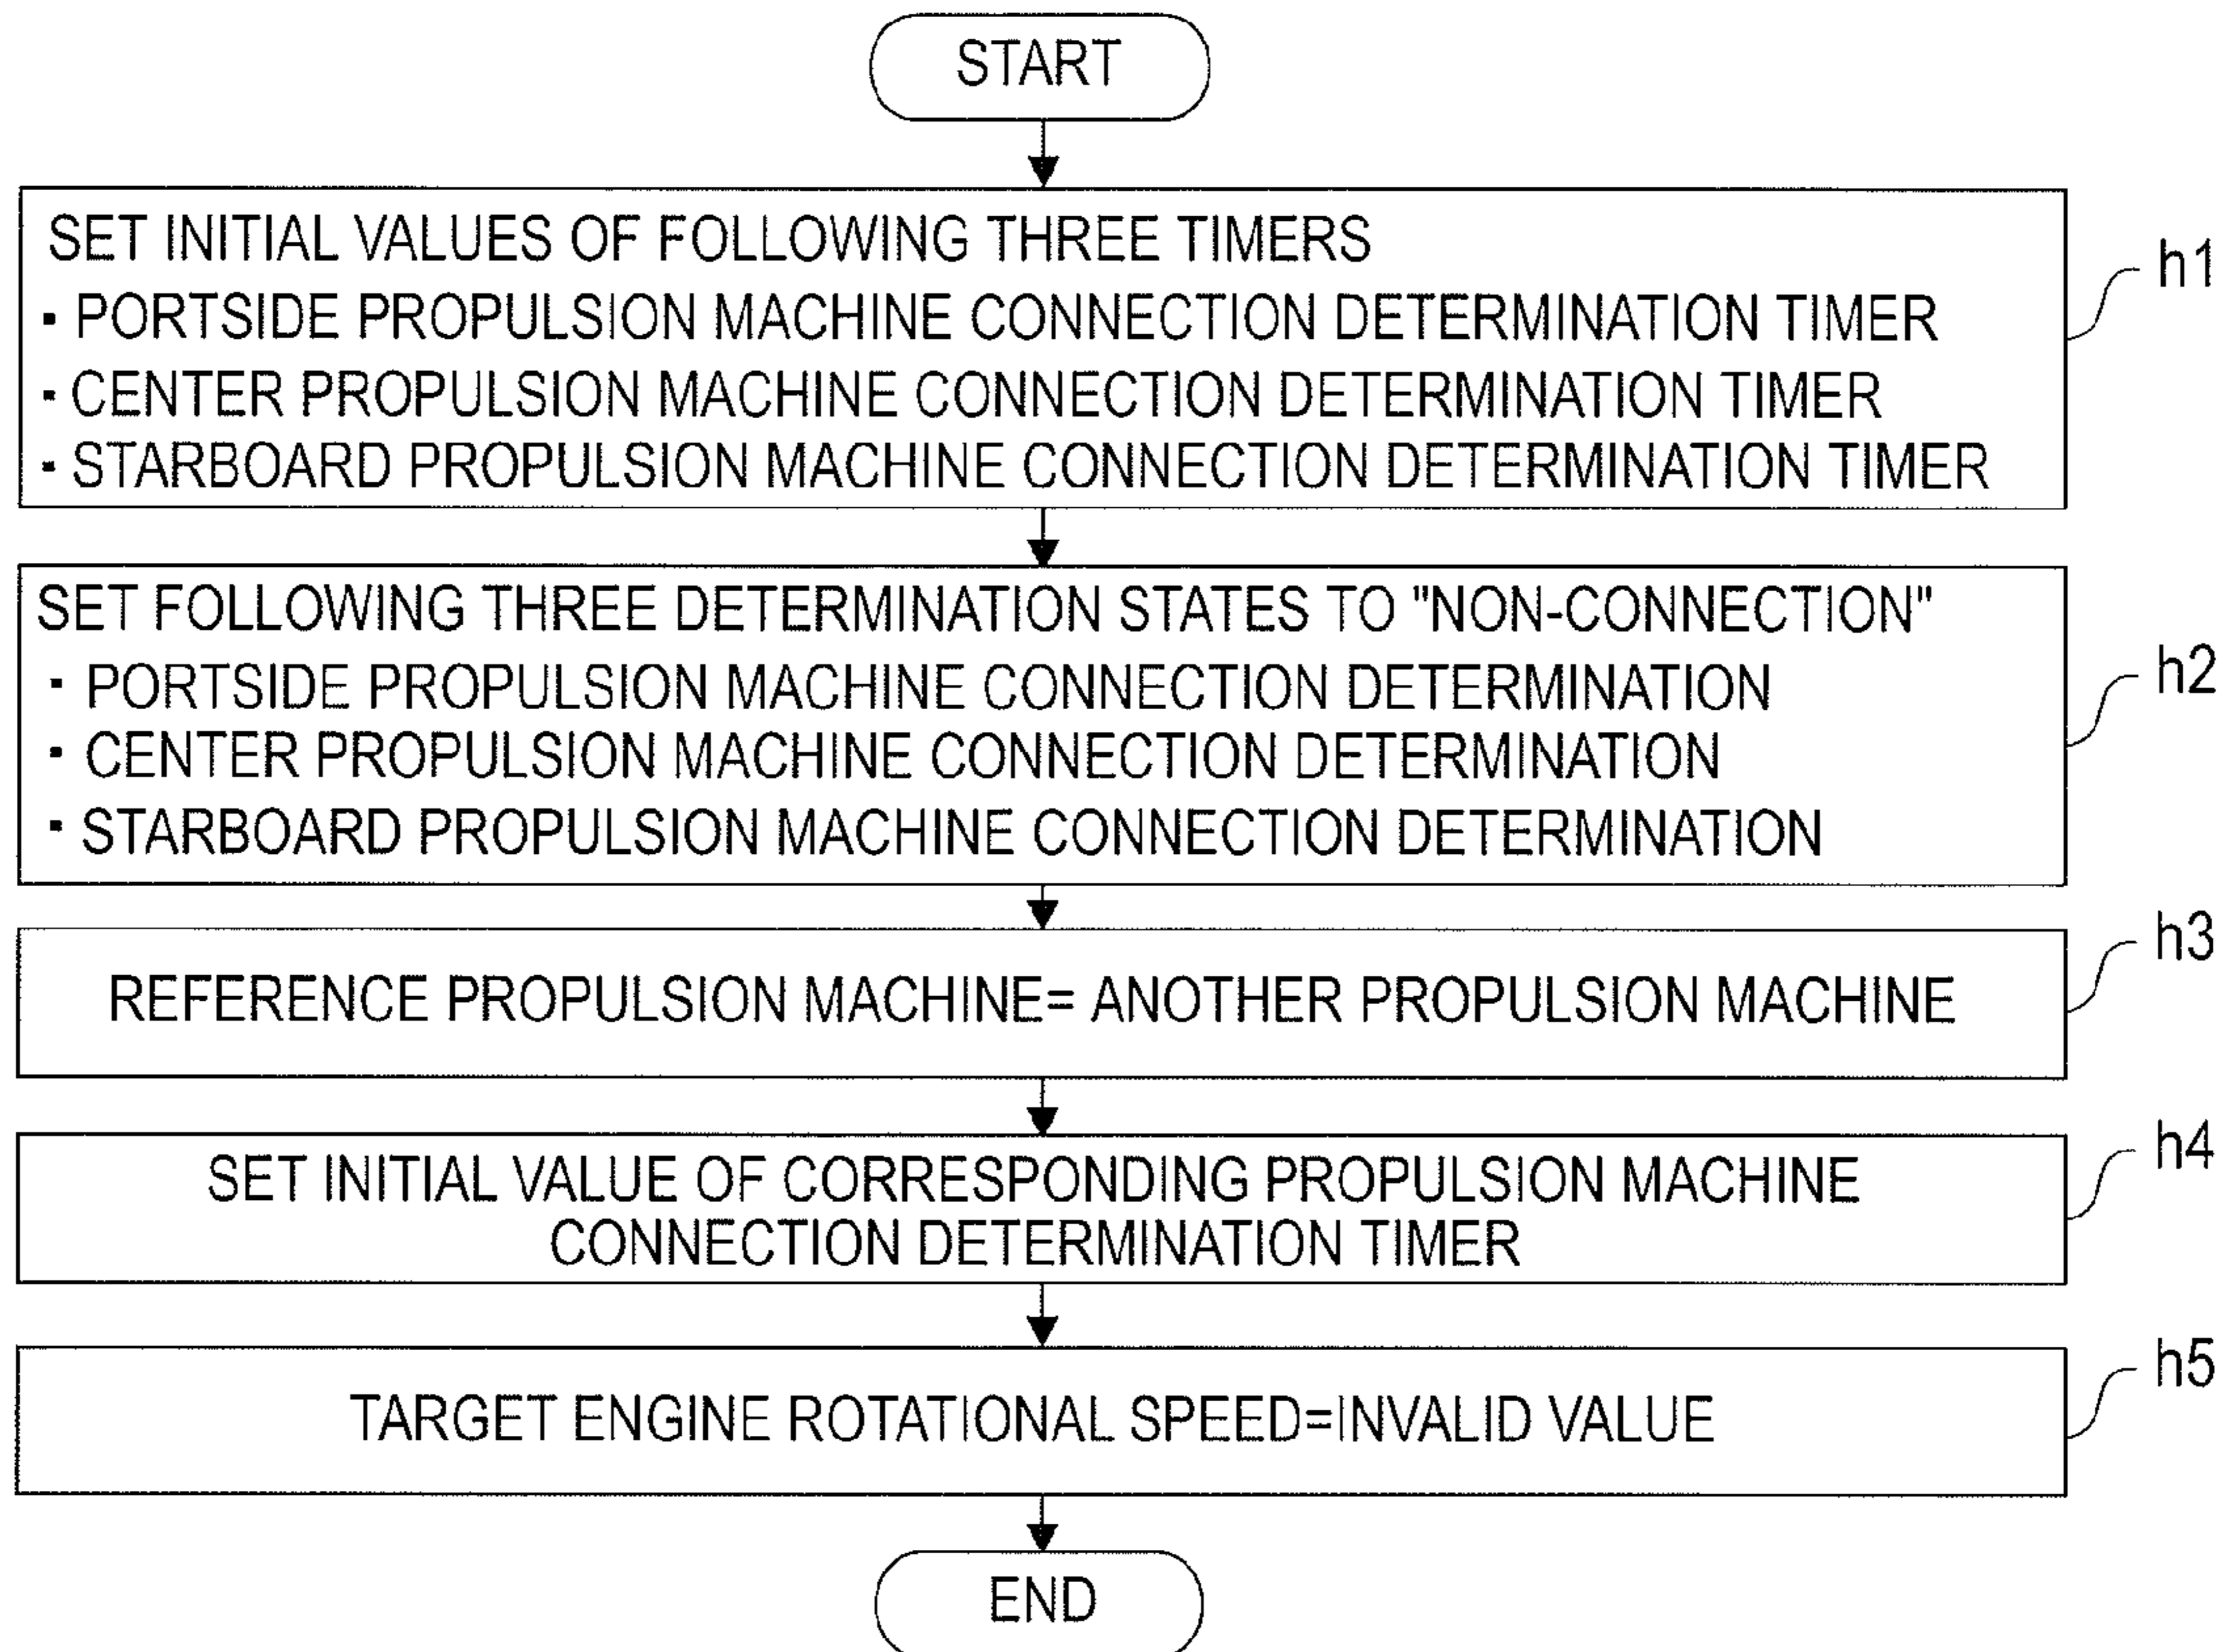 START
SET INITIAL VALUES OF FOLLOWING THREE TIMERS
▪ PORTSIDE PROPULSION MACHINE CONNECTION DETERMINATION TIMER
▪ CENTER PROPULSION MACHINE CONNECTION DETERMINATION TIMER
▪ STARBOARD PROPULSION MACHINE CONNECTION DETERMINATION TIMER
h1
SET FOLLOWING THREE DETERMINATION STATES TO "NON-CONNECTION"
▪ PORTSIDE PROPULSION MACHINE CONNECTION DETERMINATION
▪ CENTER PROPULSION MACHINE CONNECTION DETERMINATION
▪ STARBOARD PROPULSION MACHINE CONNECTION DETERMINATION
h2
REFERENCE PROPULSION MACHINE= ANOTHER PROPULSION MACHINE
h3
SET INITIAL VALUE OF CORRESPONDING PROPULSION MACHINE
CONNECTION DETERMINATION TIMER
h4
TARGET ENGINE ROTATIONAL SPEED=INVALID VALUE
h5
END